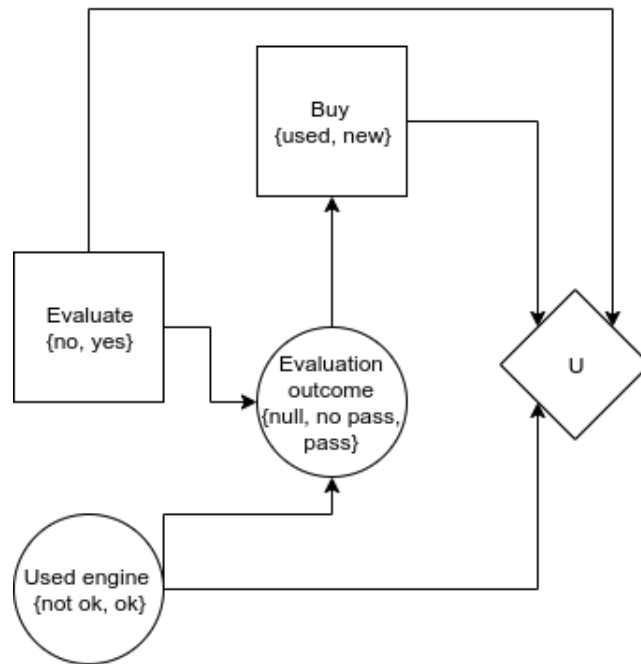 Buy
{used, new}
Evaluate
{no, yes}
Evaluation
outcome
{null, no pass,
pass}
U
Used engine
{not ok, ok}